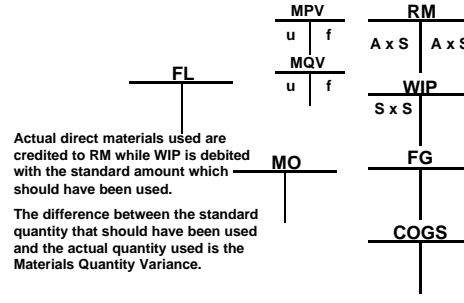 MPV
u f
MQV
u f
RM
A x S A x S
FL
WIP
S x S
Actual direct materials used are
credited to RM while WIP is debited
with the standard amount which
should have been used.
MO
FG
The difference between the standard
quantity that should have been used
and the actual quantity used is the
Materials Quantity Variance.
COGS